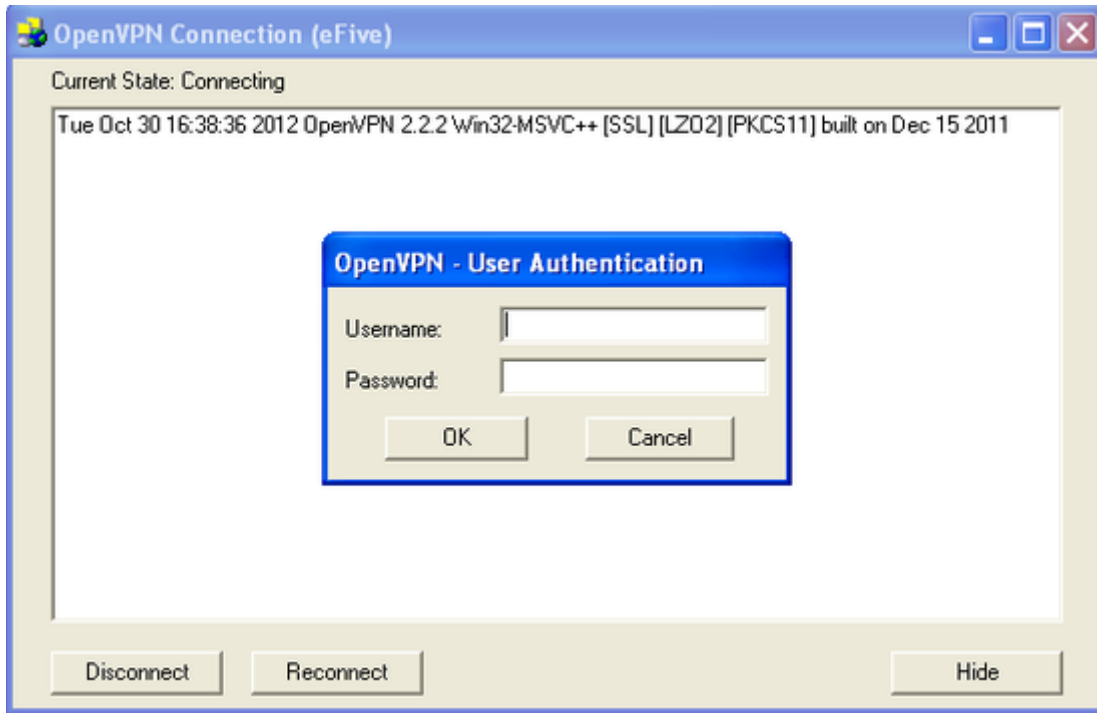 OpenVPN Connection (eFive)
Current State: Connecting
Tue Oct 30 16:38:36 2012 OpenVPN 2.2.2 Win32-MSVC++ [SSL] [LZO2] [PKCS11] built on Dec 15 2011
OpenVPN - User Authentication
Username:
Password:
OK Cancel
Disconnect Reconnect Hide